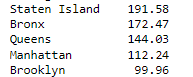 Staten Island 191.58
Bronx 172.47
Queens 144.03
Manhattan 112.24
Brooklyn 99.96